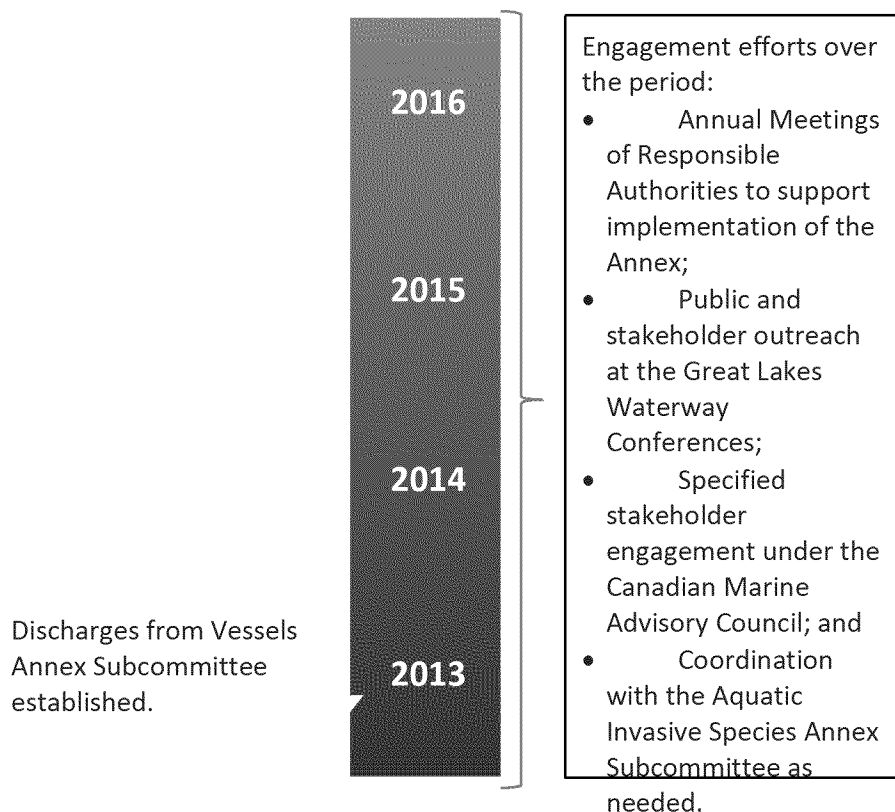 2016
2015
2014
2013
Discharges from Vessels
Annex Subcommittee
established.
Engagement efforts over
the period:
• Annual Meetings
of Responsible
Authorities to support
implementation of the
Annex;
• Public and
stakeholder outreach
at the Great Lakes
Waterway
Conferences;
• Specified
stakeholder
engagement under the
Canadian Marine
Advisory Council; and
• Coordination
with the Aquatic
Invasive Species Annex
Subcommittee as
needed.